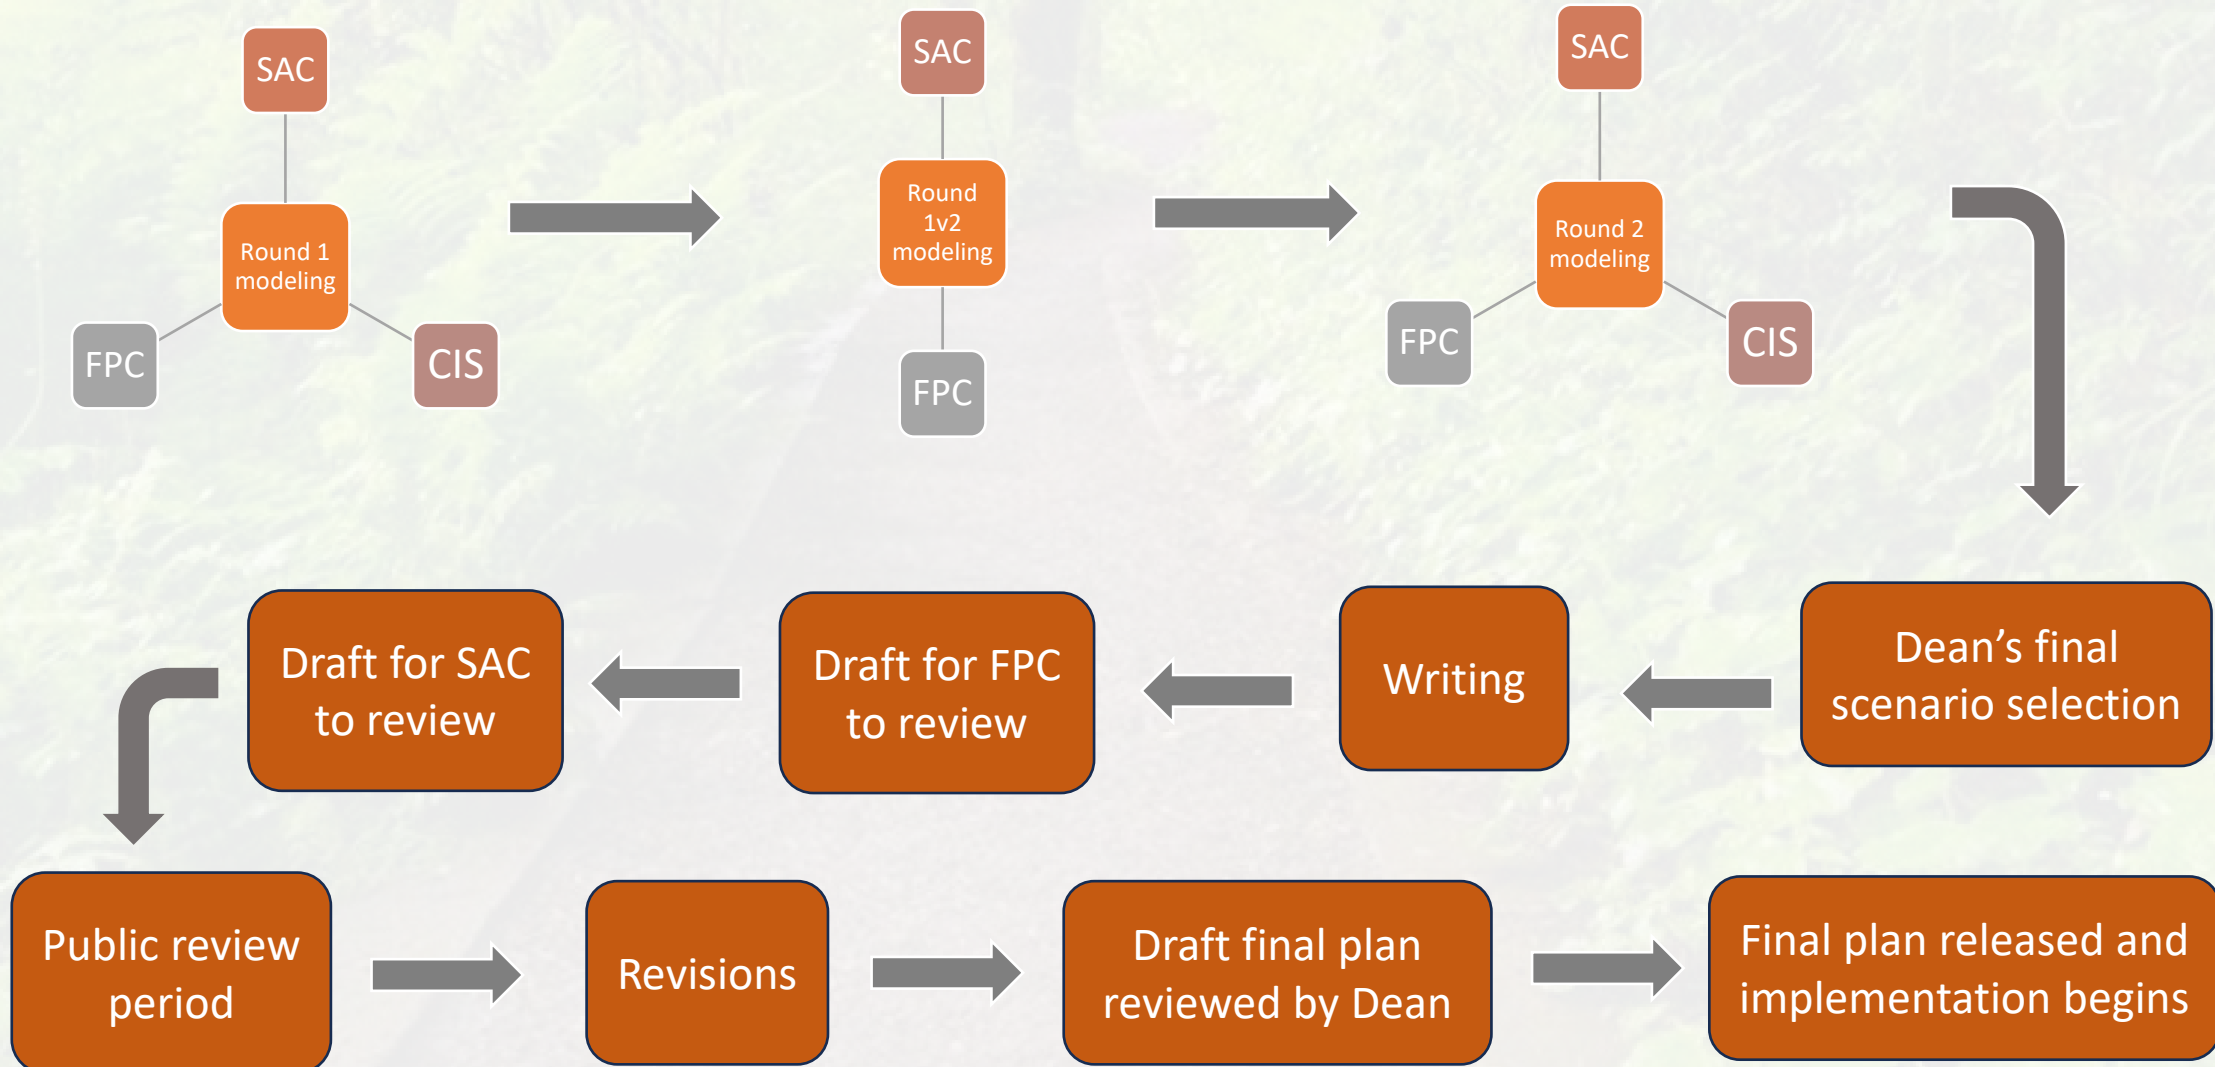 SAC
Round 1
modeling
FPC
CIS
SAC
Round
1v2
modeling
FPC
SAC
Round 2
modeling
FPC
CIS
Dean’s final
scenario selection
Writing
Draft for FPC
to review
Draft for SAC
to review
Public review
period
Revisions
Draft final plan
reviewed by Dean
Final plan released and
implementation begins